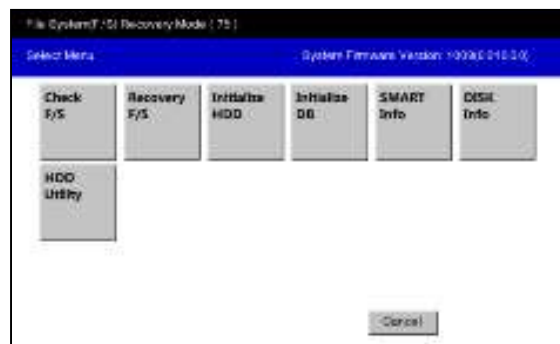 File System(F/S) Recovery Mode ( 75 )
Select Menu
System Firmware Version:
Check F/S
Recovery F/S
Initialize HDD
Initialize DB
SMART Info
DISK Info
HDD Utility
Cancel